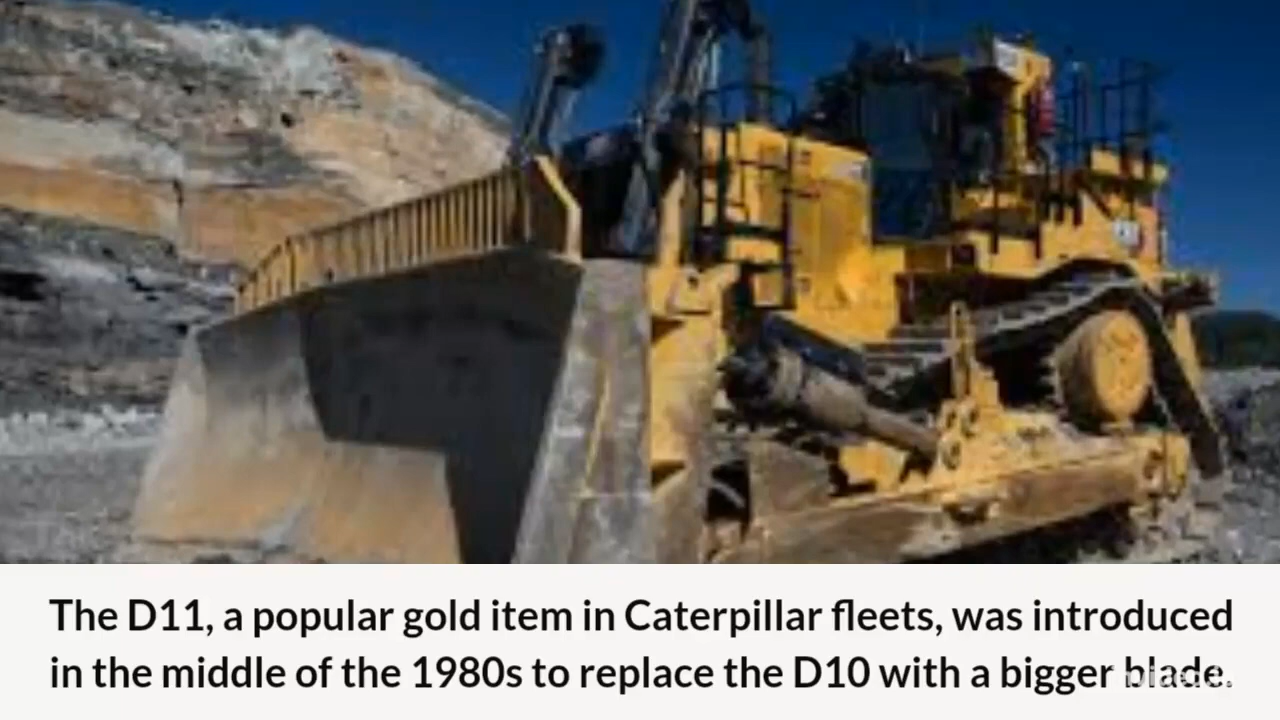 The D11, a popular gold item in Caterpillar fleets, was introduced
in the middle of the 1980s to replace the D10 with a bigger blade.